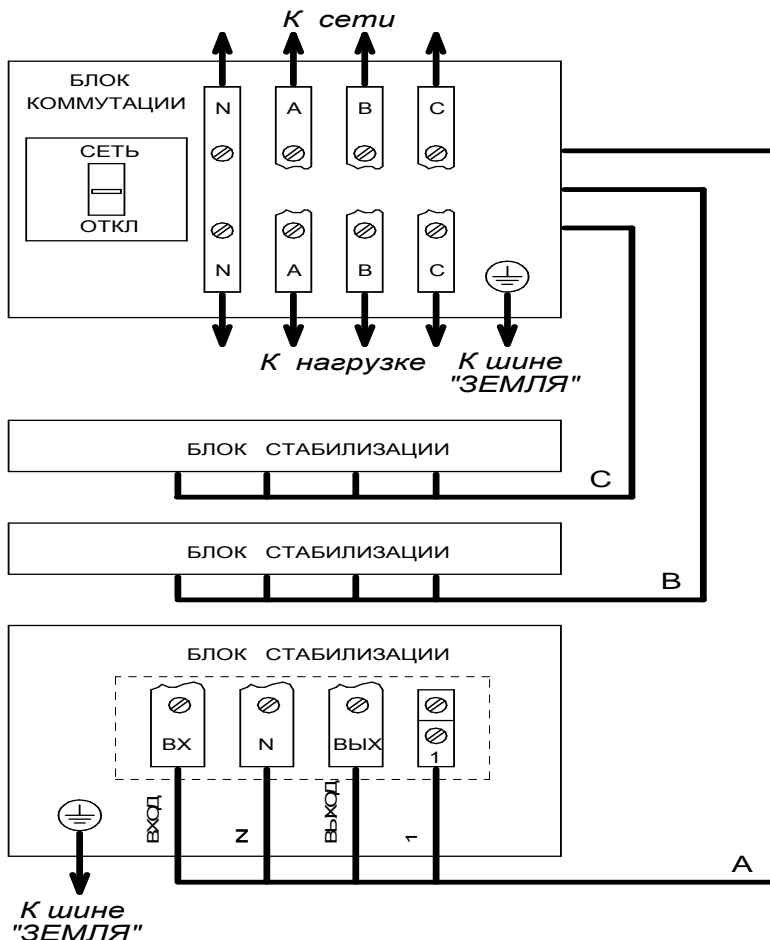 К сети
БЛОК
КОММУТАЦИИ
N A B C
СЕТЬ
ОТКЛ
N A B C
К нагрузке
К шине
"ЗЕМЛЯ"
БЛОК СТАБИЛИЗАЦИИ
C
БЛОК СТАБИЛИЗАЦИИ
B
БЛОК СТАБИЛИЗАЦИИ
ВХ N ВЫХ 1
ВХОД N ВЫХОД 1
A
К шине
"ЗЕМЛЯ"